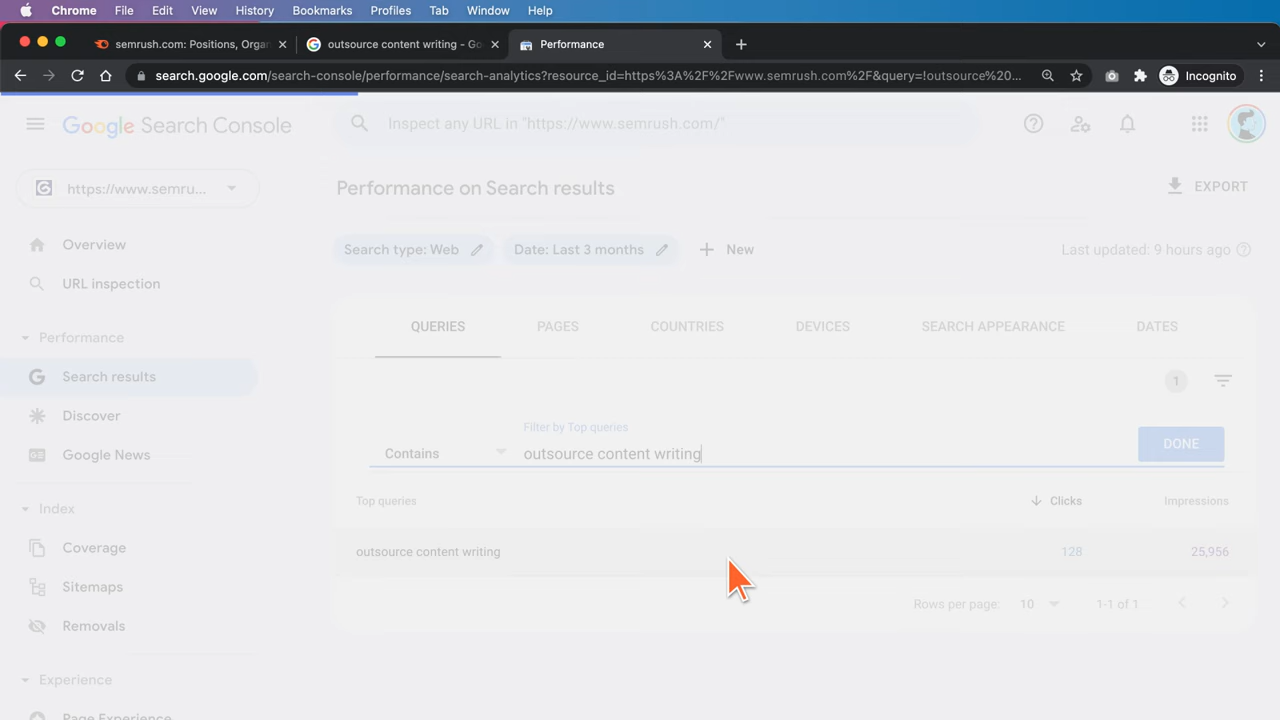 Chrome File Edit View History Bookmarks Profiles Tab Window Help
semrush.com: Positions, Organ
outsource content writing - Go
Performance
search.google.com/search-console/performance/search-analytics?resource_id=https%3A%2F%2Fwww.semrush.com%2F&query=!outsource%20...
Incognito
Google Search Console
Inspect any URL in "https://www.semrush.com/"
https://www.semru...
Performance on Search results
EXPORT
Overview
Search type: Web
Date: Last 3 months
New
Last updated: 9 hours ago
URL inspection
QUERIES PAGES COUNTRIES DEVICES SEARCH APPEARANCE DATES
Performance
Search results
1
Discover
Filter by Top queries
Contains
outsource content writing
DONE
Google News
Top queries
Clicks
Impressions
Index
Coverage
outsource content writing
128
25,956
Sitemaps
Rows per page: 10
1-1 of 1
Removals
Experience
Page Experience